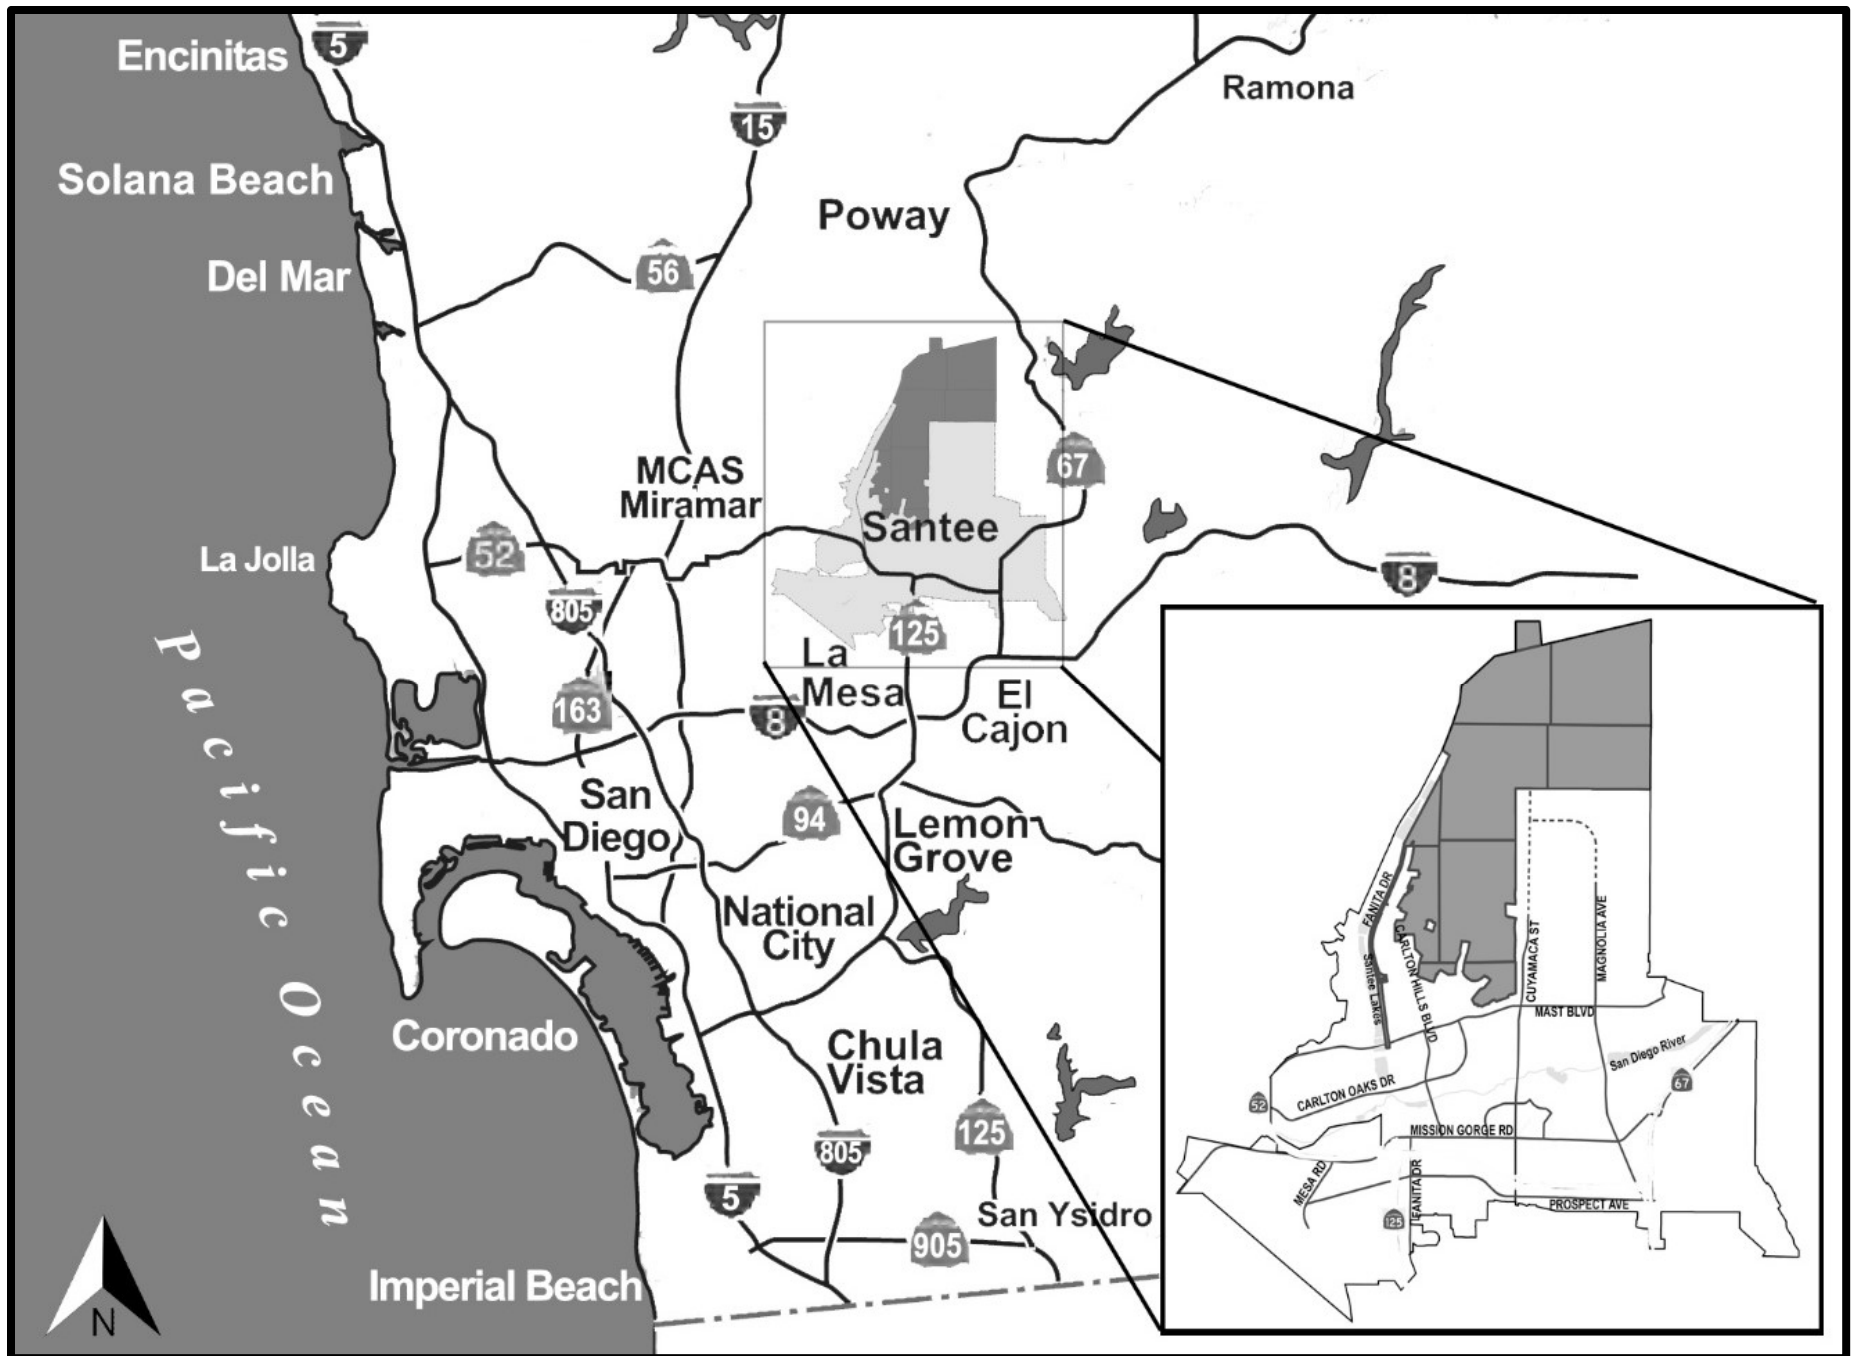 Encinitas
5
15
Ramona
Solana Beach
Poway
Del Mar
56
67
MCAS
Miramar
Santee
La Jolla
52
8
805
125
La
Mesa
163
8
El
Cajon
San
Diego
94
Lemon
Grove
National
City
Pacific Ocean
Coronado
Chula
Vista
125
805
5
San Ysidro
905
Imperial Beach
N
FANITA DR
CARLTON HILLS BLVD
Santee Lakes
CUYAMACA ST
MAGNOLIA AVE
MAST BLVD
San Diego River
67
52
CARLTON OAKS DR
MISSION GORGE RD
MESA RD
FANITA DR
PROSPECT AVE
125